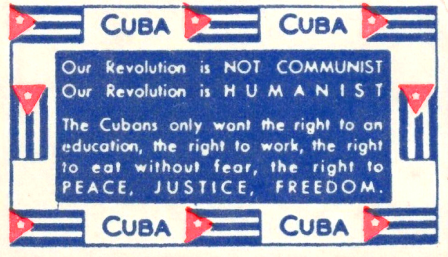 CUBA CUBA
Our Revolution is NOT COMMUNIST
Our Revolution is HUMANIST
The Cubans only want the right to an
education, the right to work, the right
to eat without fear, the right to
PEACE, JUSTICE, FREEDOM.
CUBA CUBA